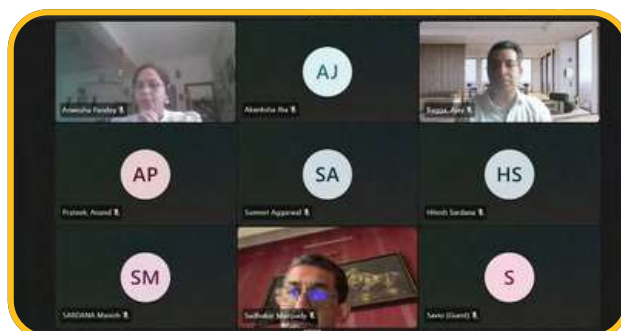 AJ
Anwesha Pandey
Akanksha Jha
Bagga, Ajay
AP
SA
HS
Prateek, Anand
Sumeet Aggarwal
Hitesh Sardana
SM
S
SARDANA Manish
Sudhakar
Savio (Guest)